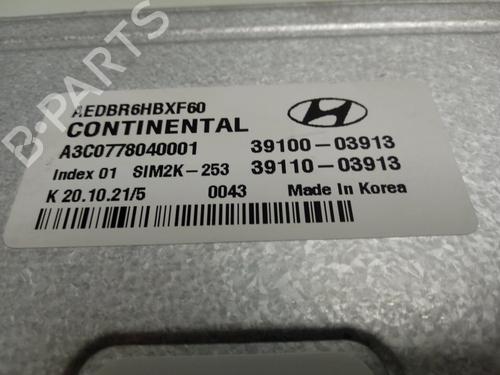 AEDBR6HBXF60
CONTINENTAL
A3C0778040001 39100-03913
Index 01 SIM2K-253 39110-03913
K 20.10.21/5 0043 Made In Korea
B-PARTS